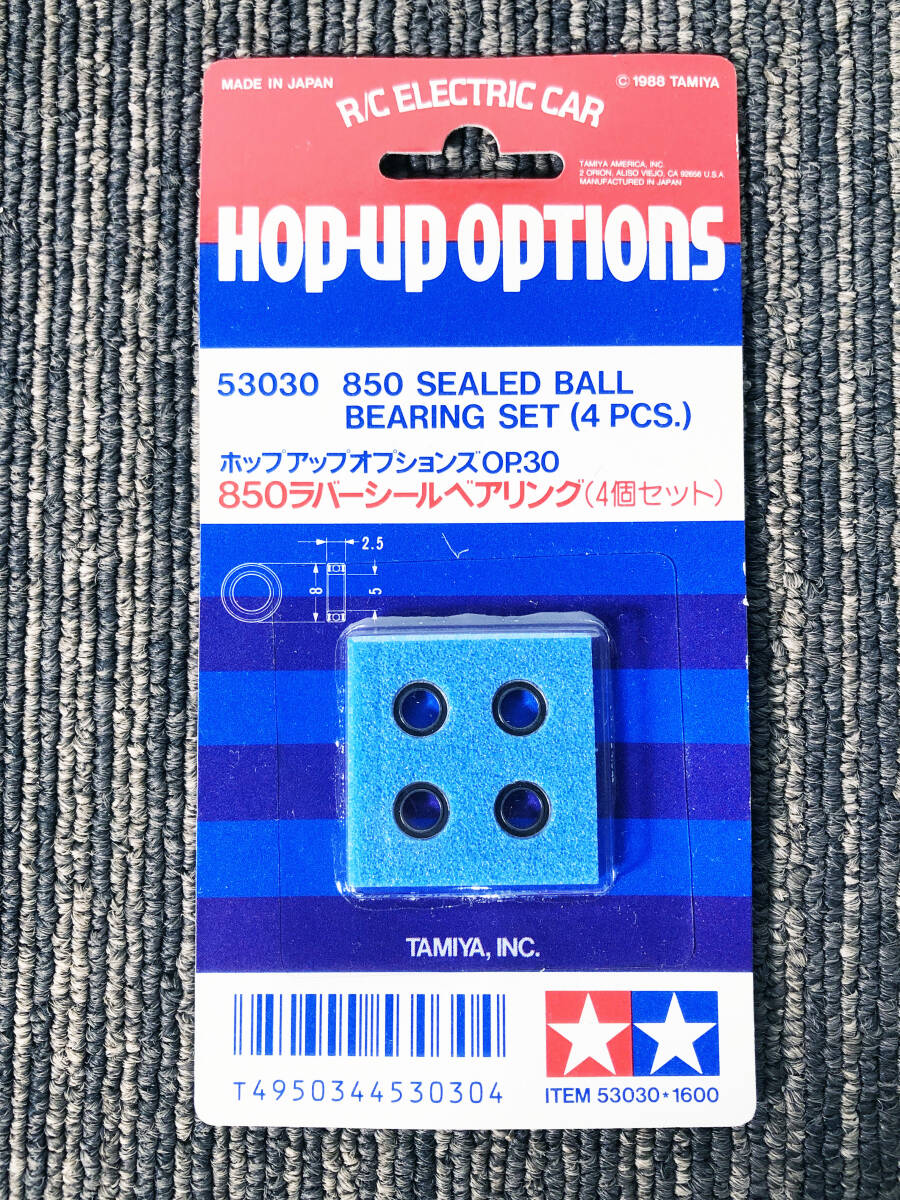 MADE IN JAPAN
© 1988 TAMIYA
R/C ELECTRIC CAR
TAMIYA AMERICA, INC.
2 ORION, ALISO VIEJO, CA 92656 U.S.A
MANUFACTURED IN JAPAN
HOP-UP OPTIONS
53030 850 SEALED BALL
BEARING SET (4 PCS.)
ホップアップオプションズOP.30
850ラバーシールベアリング(4個セット)
2.5
8
5
TAMIYA, INC.
T4950344530304
ITEM 53030★1600